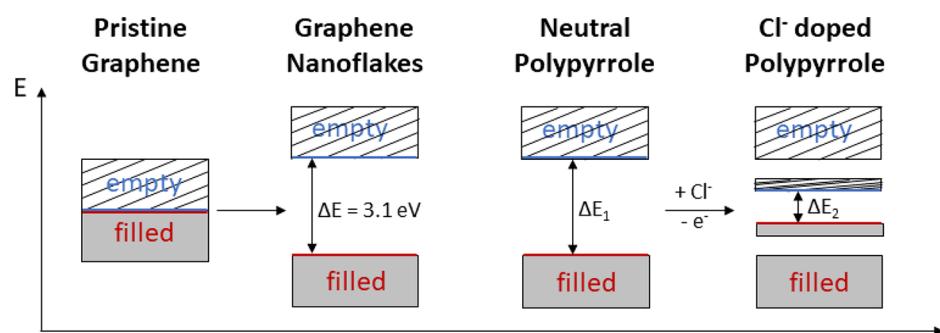 Pristine
Graphene
Graphene
Nanoflakes
Neutral
Polypyrrole
Cl⁻ doped
Polypyrrole
E
empty
filled
empty
ΔE = 3.1 eV
filled
empty
ΔE₁
filled
+ Cl⁻
- e⁻
ΔE₂
filled